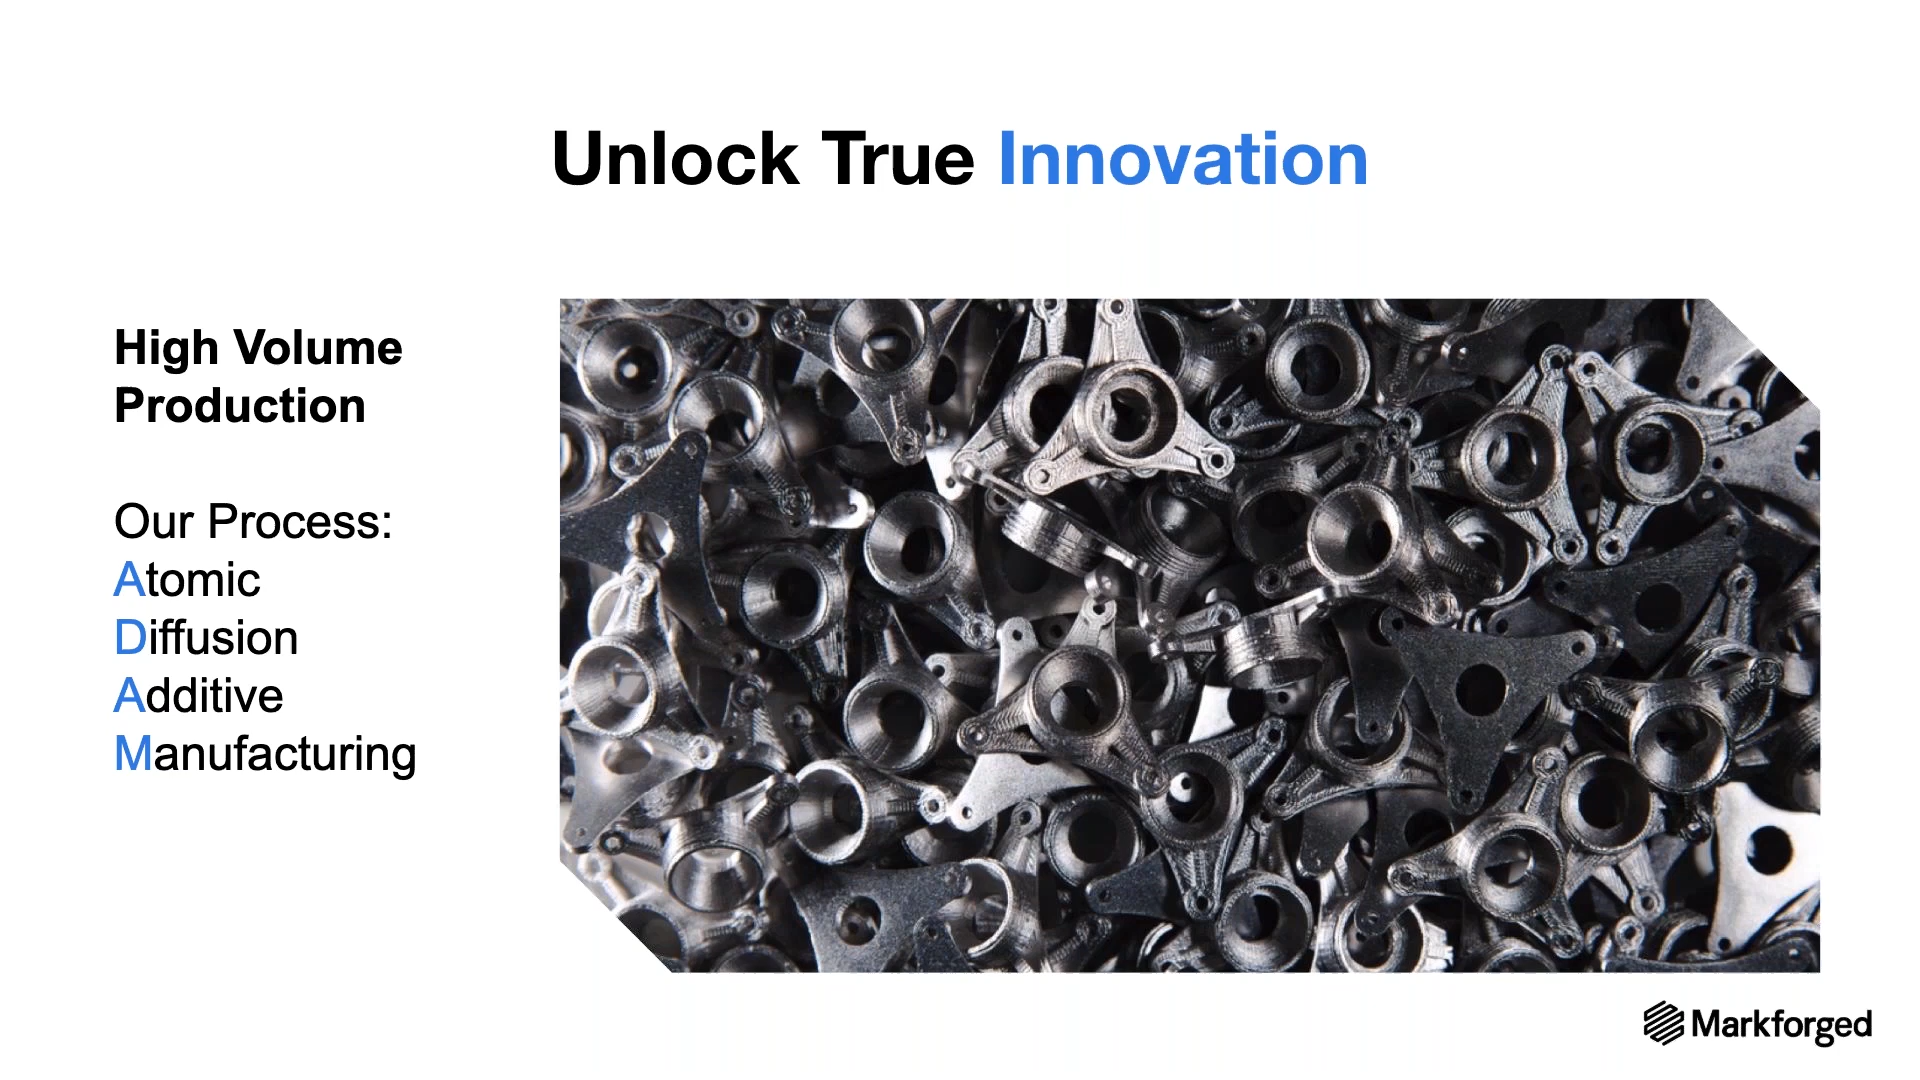 Unlock True Innovation
High Volume
Production
Our Process:
Atomic
Diffusion
Additive
Manufacturing
Markforged